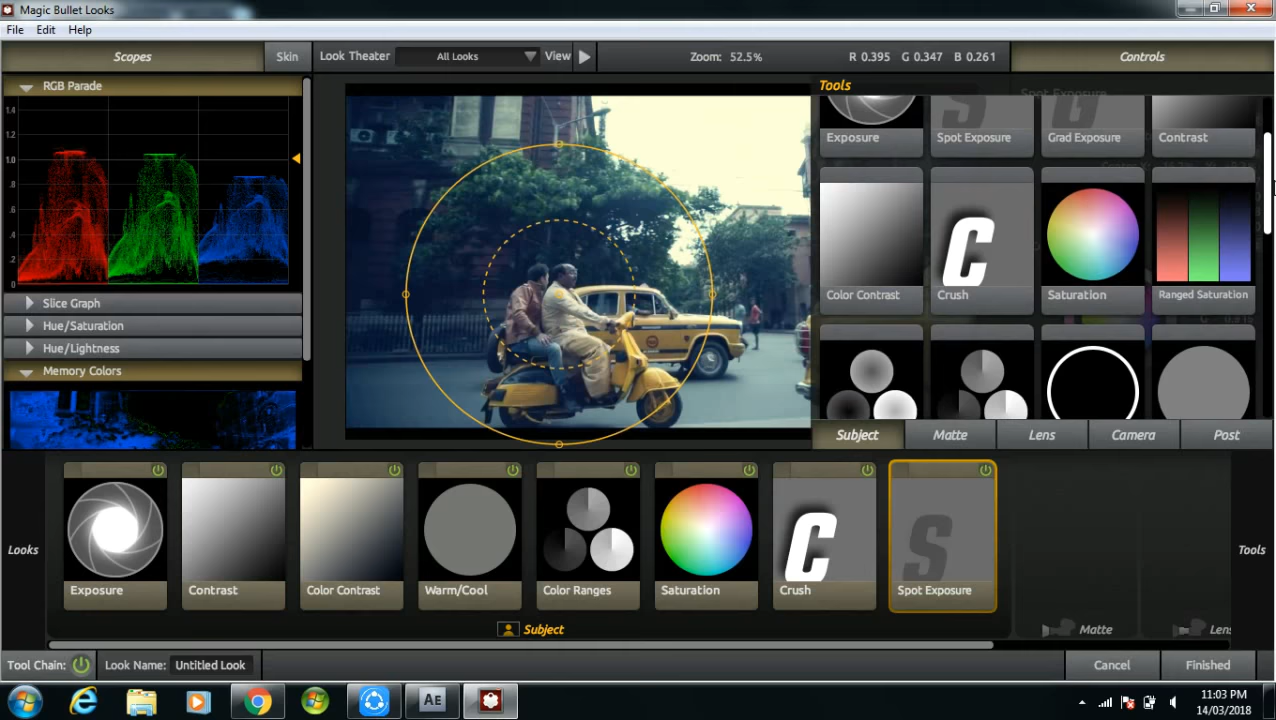 Magic Bullet Looks
File Edit Help
Scopes Skin Look Theater All Looks View Zoom: 52.5% R 0.395 G 0.347 B 0.261 Controls
RGB Parade
Tools
Spot Exposure
1.4
1.2
1.0
.8
.6
.4
.2
0
Exposure Spot Exposure Grad Exposure Contrast
Color Contrast Crush Saturation Ranged Saturation
Slice Graph
Hue/Saturation
Hue/Lightness
Memory Colors
Subject Matte Lens Camera Post
Looks
Exposure Contrast Color Contrast Warm/Cool Color Ranges Saturation Crush Spot Exposure
Tools
Subject Matte Lens
Tool Chain: Look Name: Untitled Look Cancel Finished
AE
11:03 PM
14/03/2018